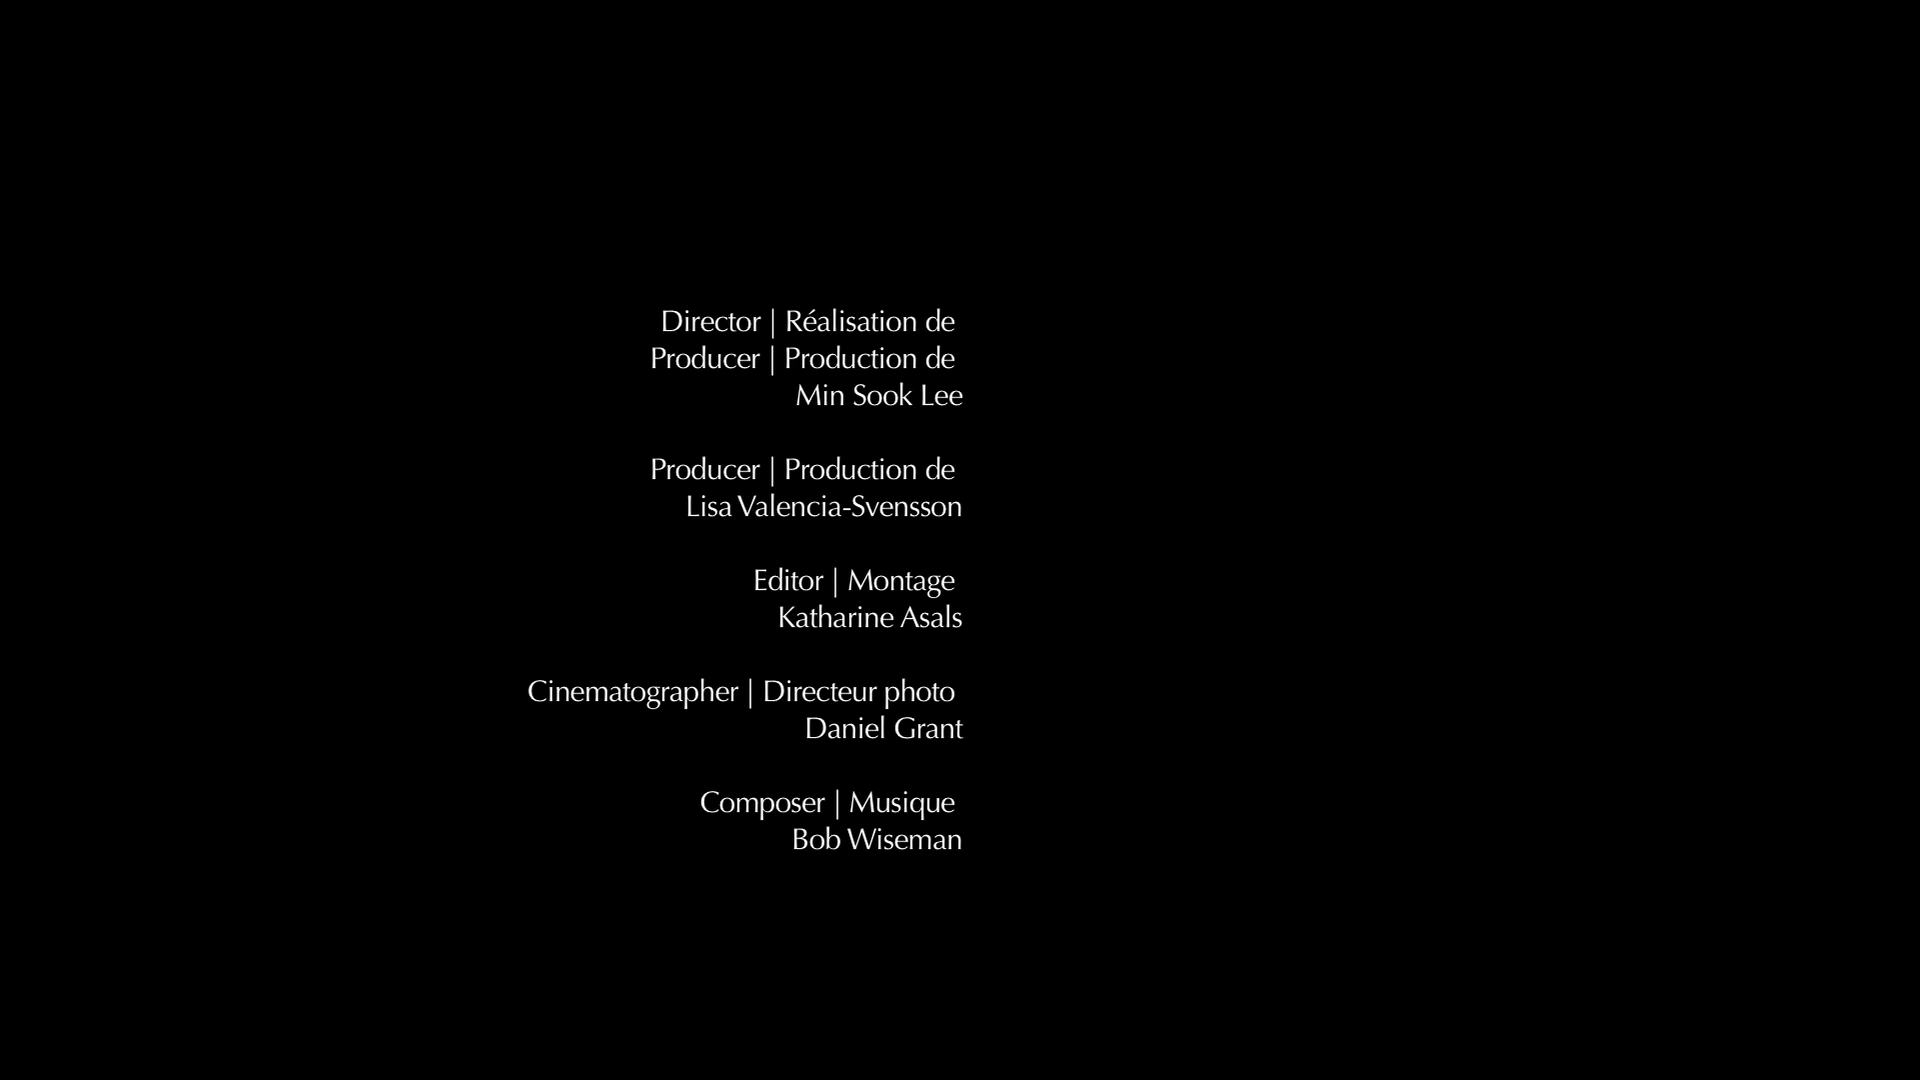 Director | Réalisation de
Producer | Production de
Min Sook Lee
Producer | Production de
Lisa Valencia-Svensson
Editor | Montage
Katharine Asals
Cinematographer | Directeur photo
Daniel Grant
Composer | Musique
Bob Wiseman